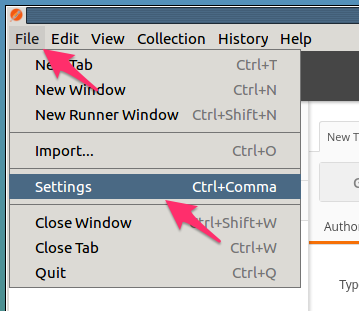 File Edit View Collection History Help
New Tab Ctrl+T
New Window Ctrl+N
New Runner Window Ctrl+Shift+N
Import... Ctrl+O
Settings Ctrl+Comma
Close Window Ctrl+Shift+W
Close Tab Ctrl+W
Quit Ctrl+Q
New T
Autho
Typ